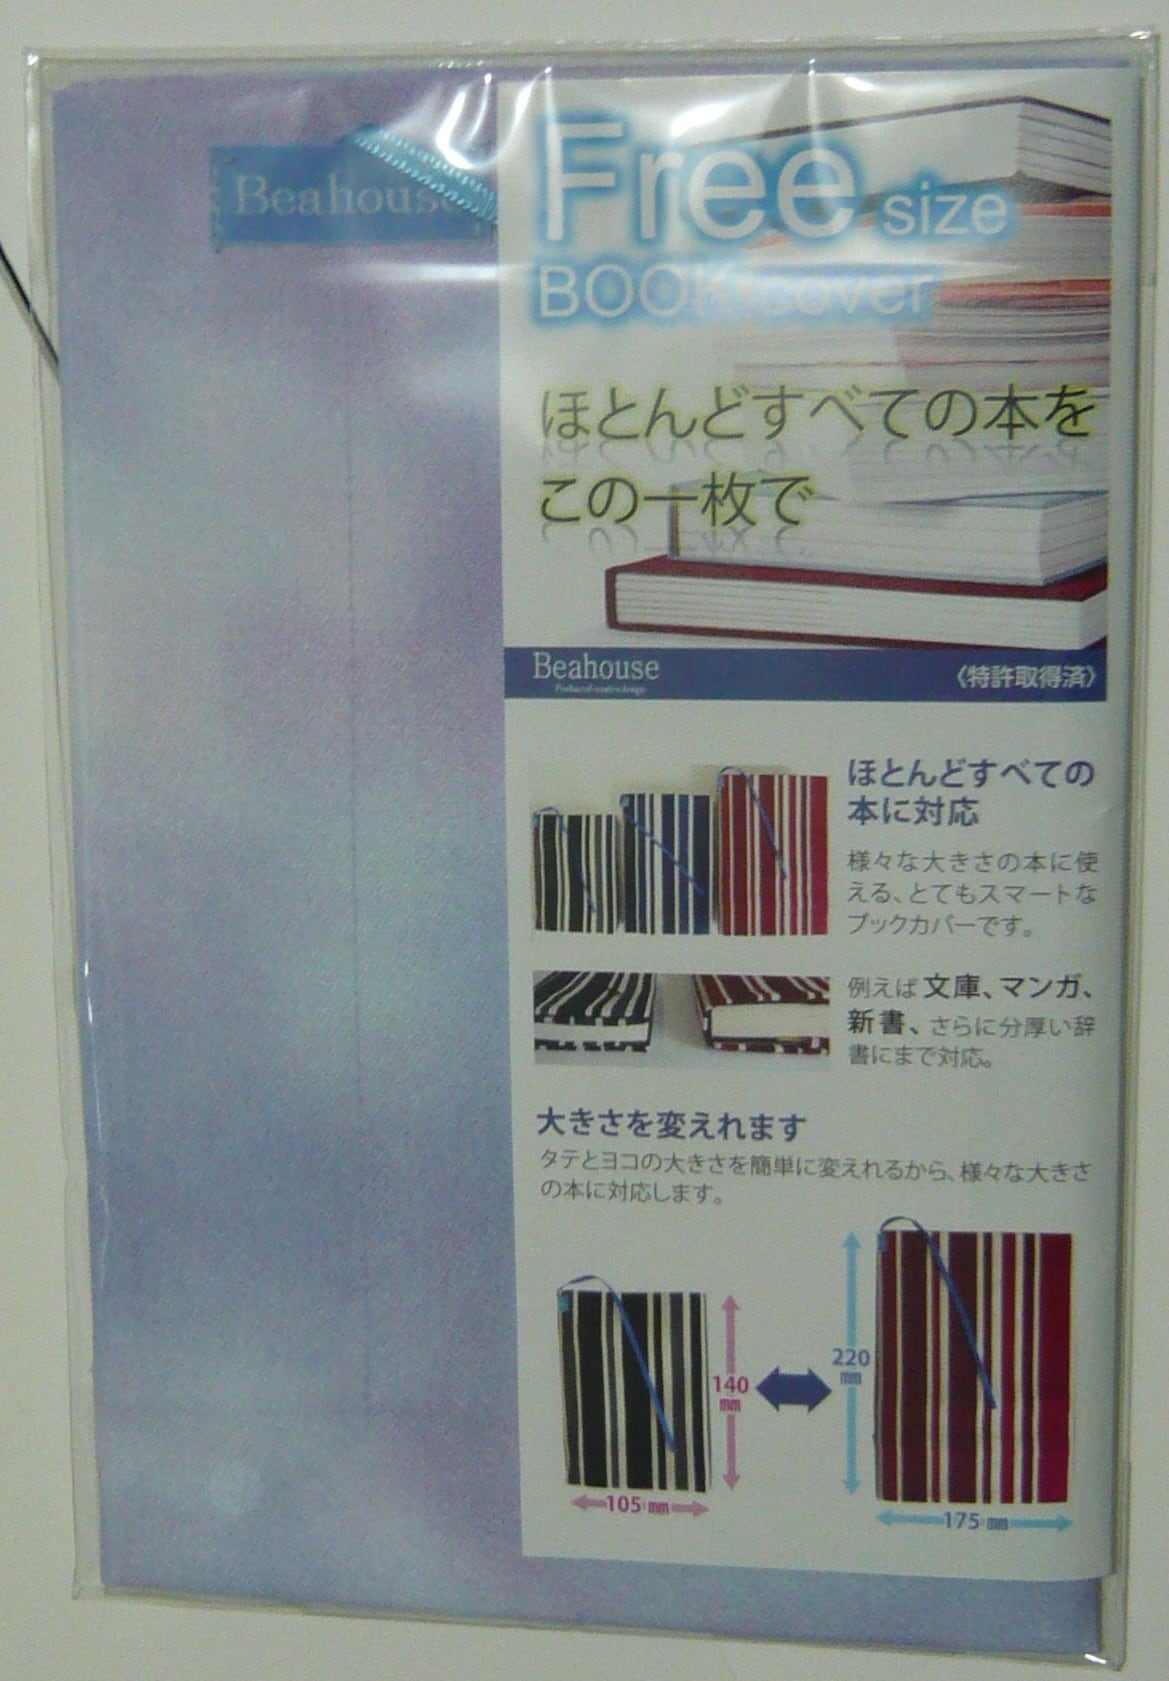 Beahouse
Free size
BOOK cover
ほとんどすべての本を
この一枚で
Beahouse
《特許取得済》
ほとんどすべての
本に対応
様々な大きさの本に使
える、とてもスマートな
ブックカバーです。
例えば文庫、マンガ、
新書、さらに分厚い辞
書にまで対応。
大きさを変えれます
タテとヨコの大きさを簡単に変えれるから、様々な大きさ
の本に対応します。
140
mm
105mm
220
mm
175mm